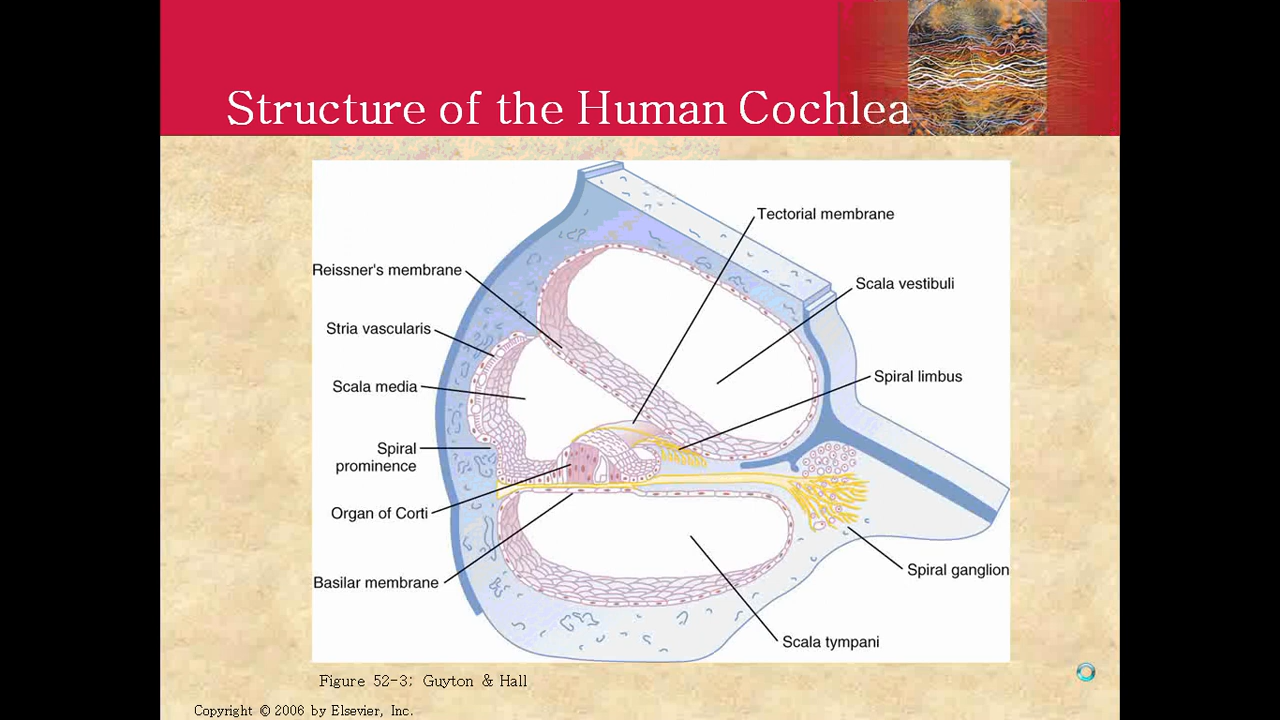 Structure of the Human Cochlea
Tectorial membrane
Reissner's membrane
Scala vestibuli
Stria vascularis
Spiral limbus
Scala media
Spiral
prominence
Organ of Corti
Spiral ganglion
Basilar membrane
Scala tympani
Figure 52-3; Guyton & Hall
Copyright © 2006 by Elsevier, Inc.